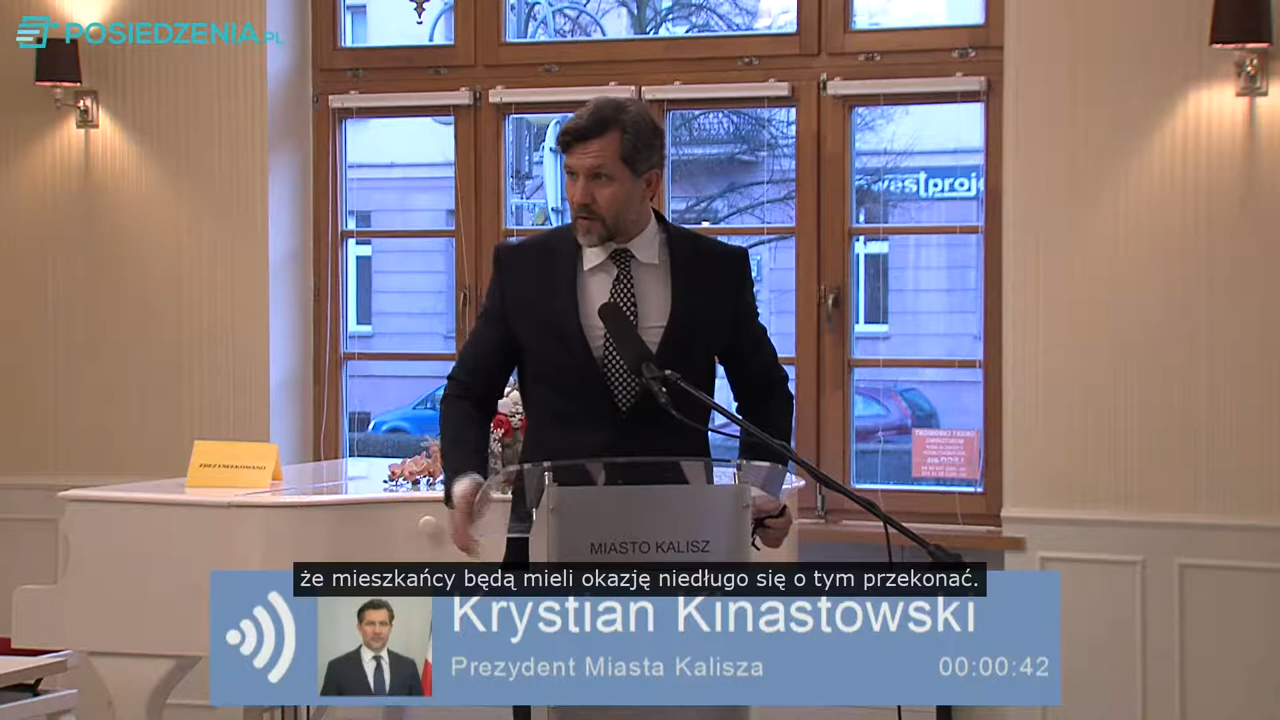 POSIEDZENIA.PL
westproj
ZDEZYNFEKOWANO
MIASTO KALISZ
że mieszkańcy będą mieli okazję niedługo się o tym przekonać.
Krystian Kinastowski
Prezydent Miasta Kalisza
00:00:42